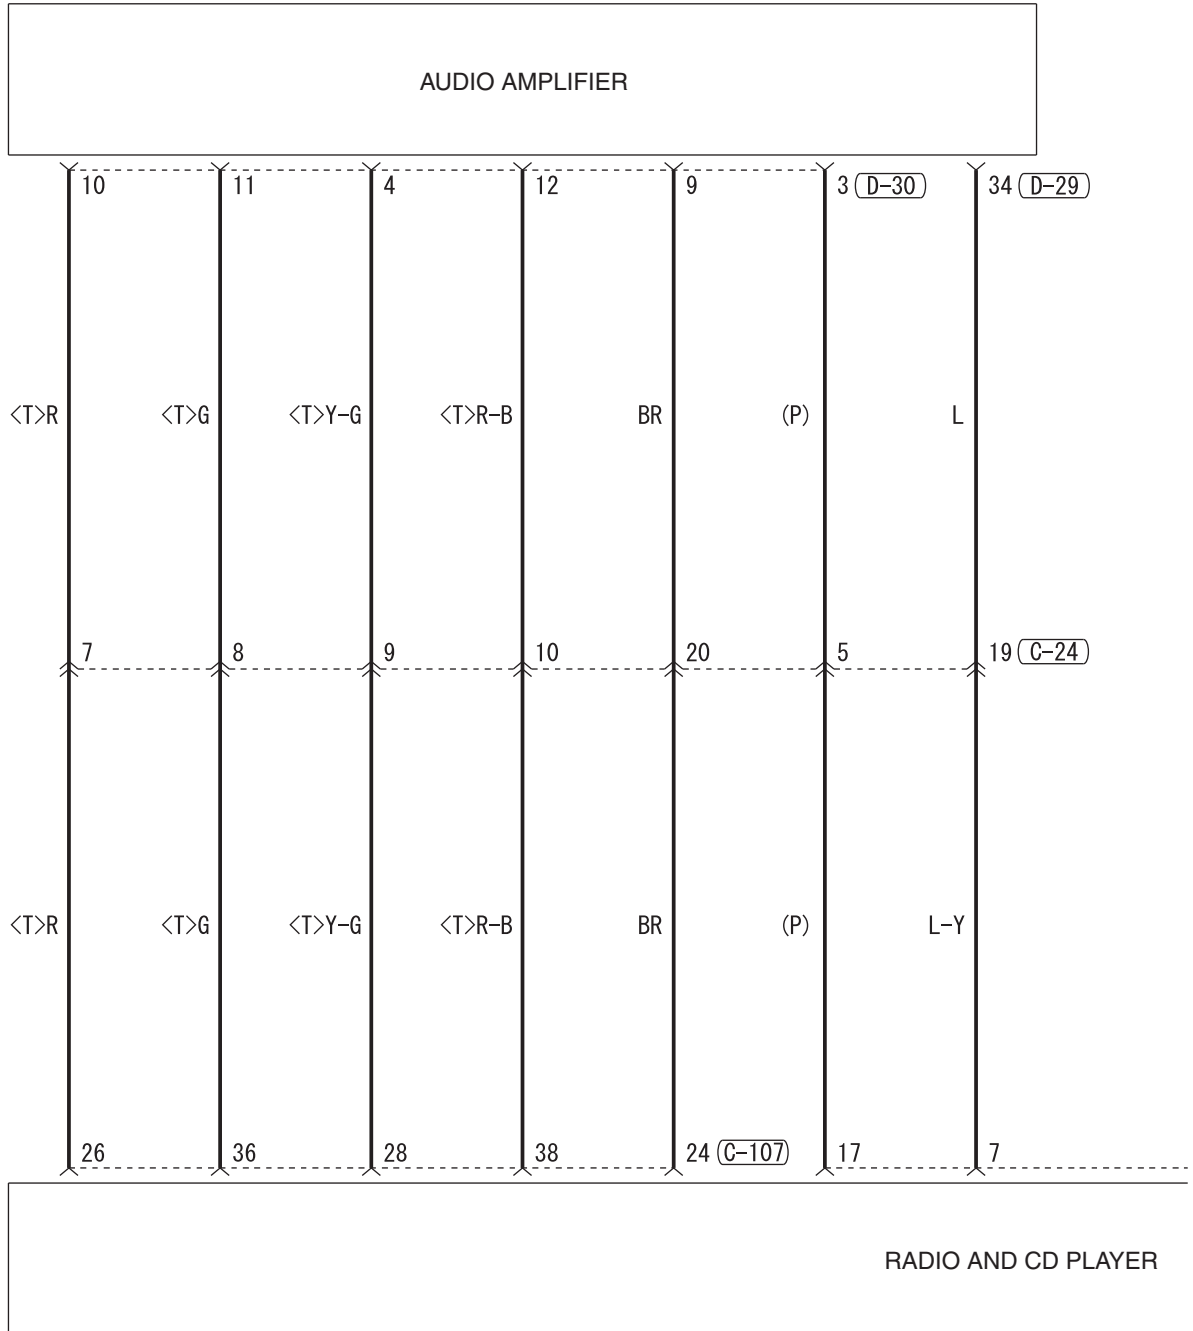 AUDIO AMPLIFIER
10 11 4 12 9 3 D-30 34 D-29
<T>R <T>G <T>Y-G <T>R-B BR (P) L
7 8 9 10 20 5 19 C-24
<T>R <T>G <T>Y-G <T>R-B BR (P) L-Y
26 36 28 38 24 C-107 17 7
RADIO AND CD PLAYER